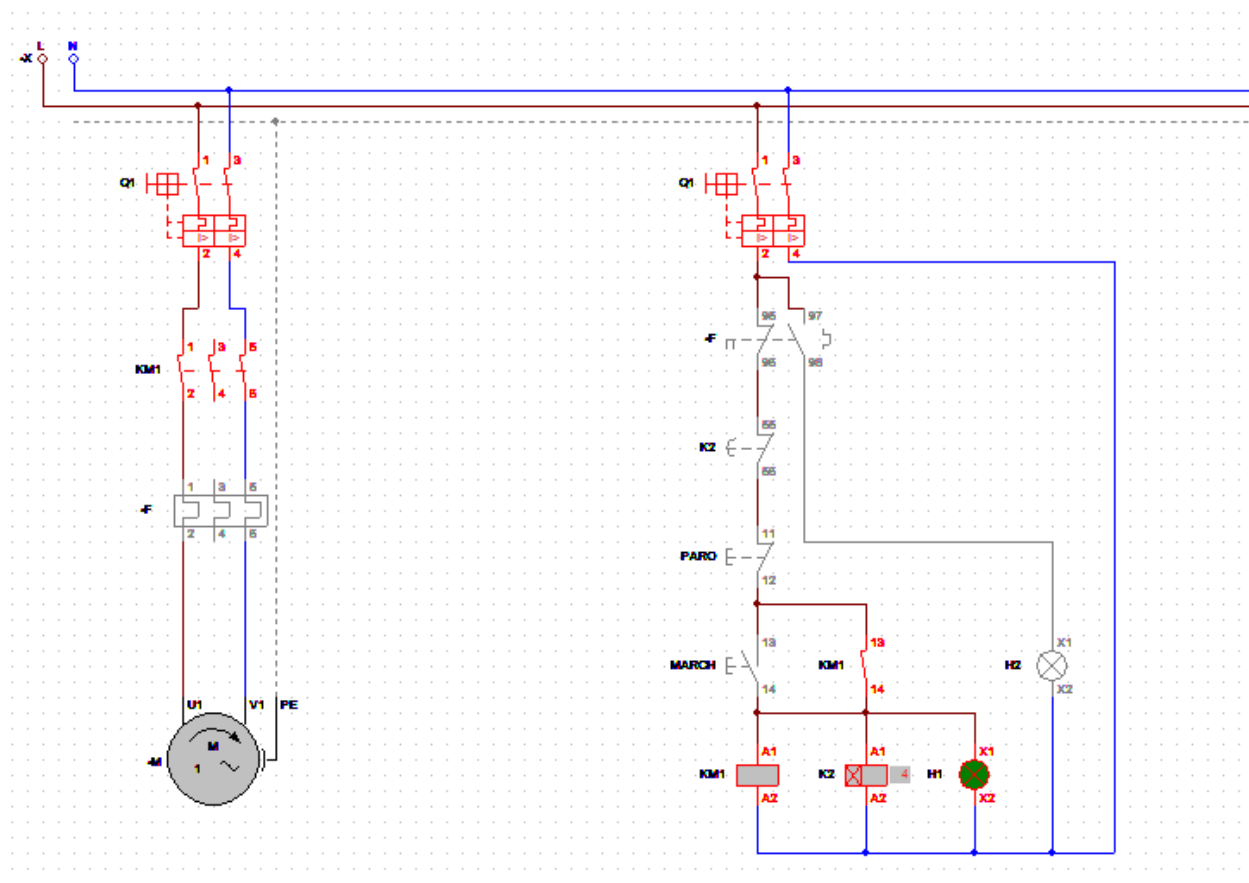 L N
-X
1 3 1 3
Q1 Q1
2 4 2 4
95 97
1 3 5
-F
KM1
96 98
2 4 6
55
K2
1 3 5
56
-F
11
2 4 6
PARO
12
13 13 X1
MARCH KM1 H2
14 14 X2
U1 V1 PE
M
-M
1
A1 A1 X1
KM1 K2 4 H1
A2 A2 X2